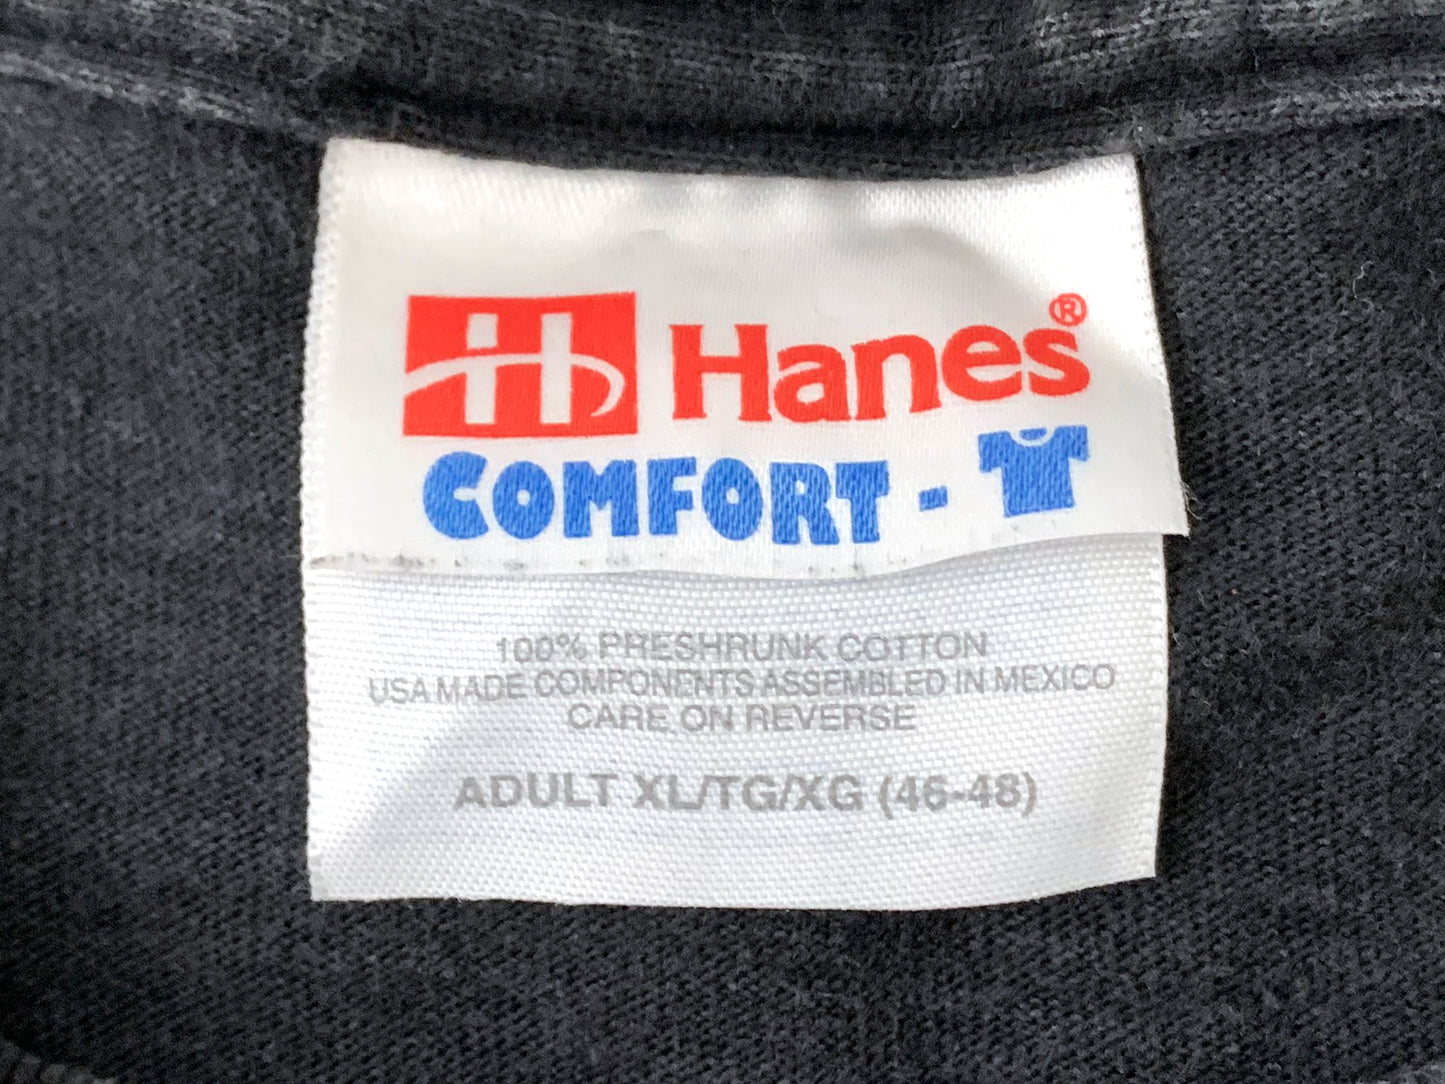 H Hanes®
COMFORT-
100% PRESHRUNK COTTON
USA MADE COMPONENTS ASSEMBLED IN MEXICO
CARE ON REVERSE
ADULT XL/TG/XG (46-48)